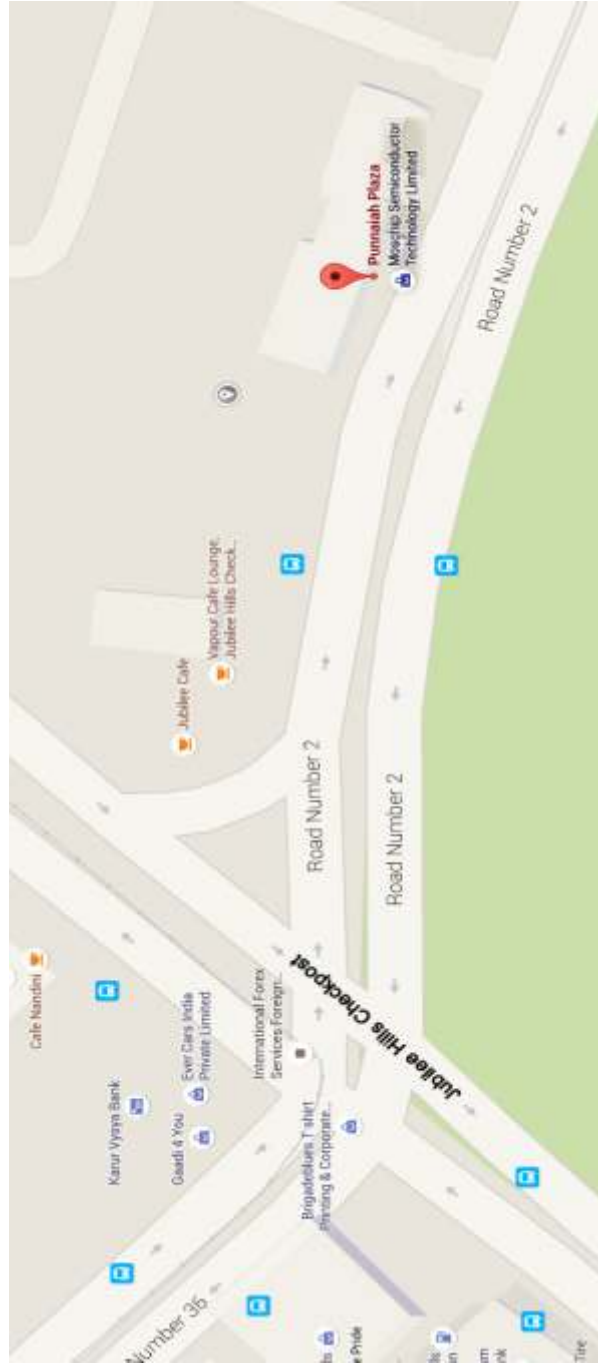 Cafe Nandini
Karur Vysya Bank
Gaadi 4 You
Ever Cars India
Private Limited
International Forex
Services Foreign...
Brigadeblues T shirt
Printing & Corporate...
Number 36
e Pride
Tire
Jubilee Hills Checkpost
Jubilee Cafe
Vapour Cafe Lounge,
Jubilee Hills Check...
Road Number 2
Road Number 2
Punnaiah Plaza
Moschip Semiconductor
Technology Limited
Road Number 2